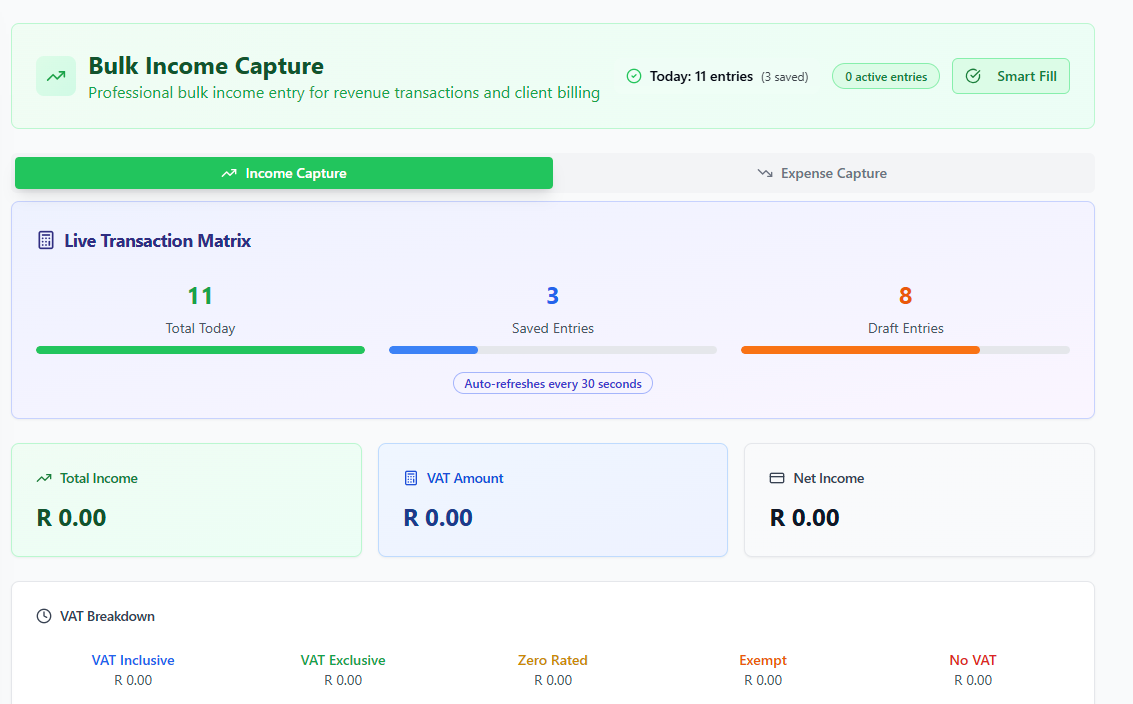 Bulk Income Capture
Professional bulk income entry for revenue transactions and client billing
Today: 11 entries (3 saved)
0 active entries
Smart Fill
Income Capture
Expense Capture
Live Transaction Matrix
11
Total Today
3
Saved Entries
8
Draft Entries
Auto-refreshes every 30 seconds
Total Income
R 0.00
VAT Amount
R 0.00
Net Income
R 0.00
VAT Breakdown
VAT Inclusive
R 0.00
VAT Exclusive
R 0.00
Zero Rated
R 0.00
Exempt
R 0.00
No VAT
R 0.00